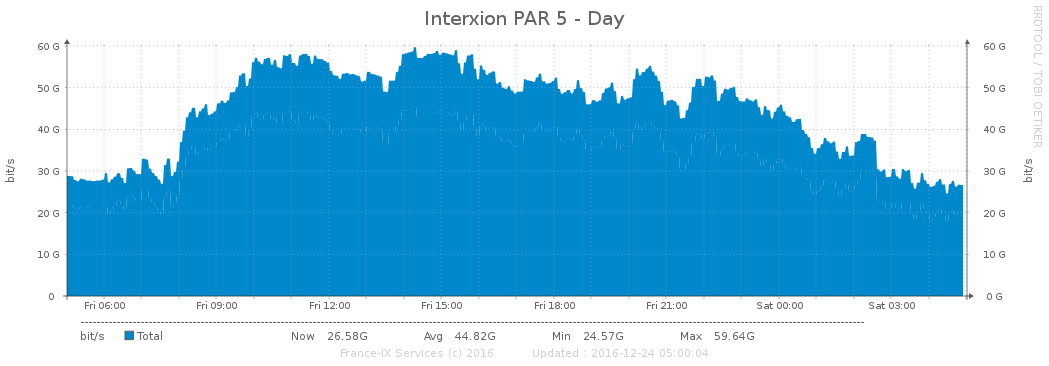 Interxion PAR 5 - Day
RRDTOOL / TOBI OETIKER
60 G 60 G
50 G 50 G
40 G 40 G
30 G 30 G
20 G 20 G
10 G 10 G
0 0 G
bit/s
bit/s
Fri 06:00 Fri 09:00 Fri 12:00 Fri 15:00 Fri 18:00 Fri 21:00 Sat 00:00 Sat 03:00
bit/s Total Now 26.58G Avg 44.82G Min 24.57G Max 59.64G
France-IX Services (c) 2016 Updated : 2016-12-24 05:00:04